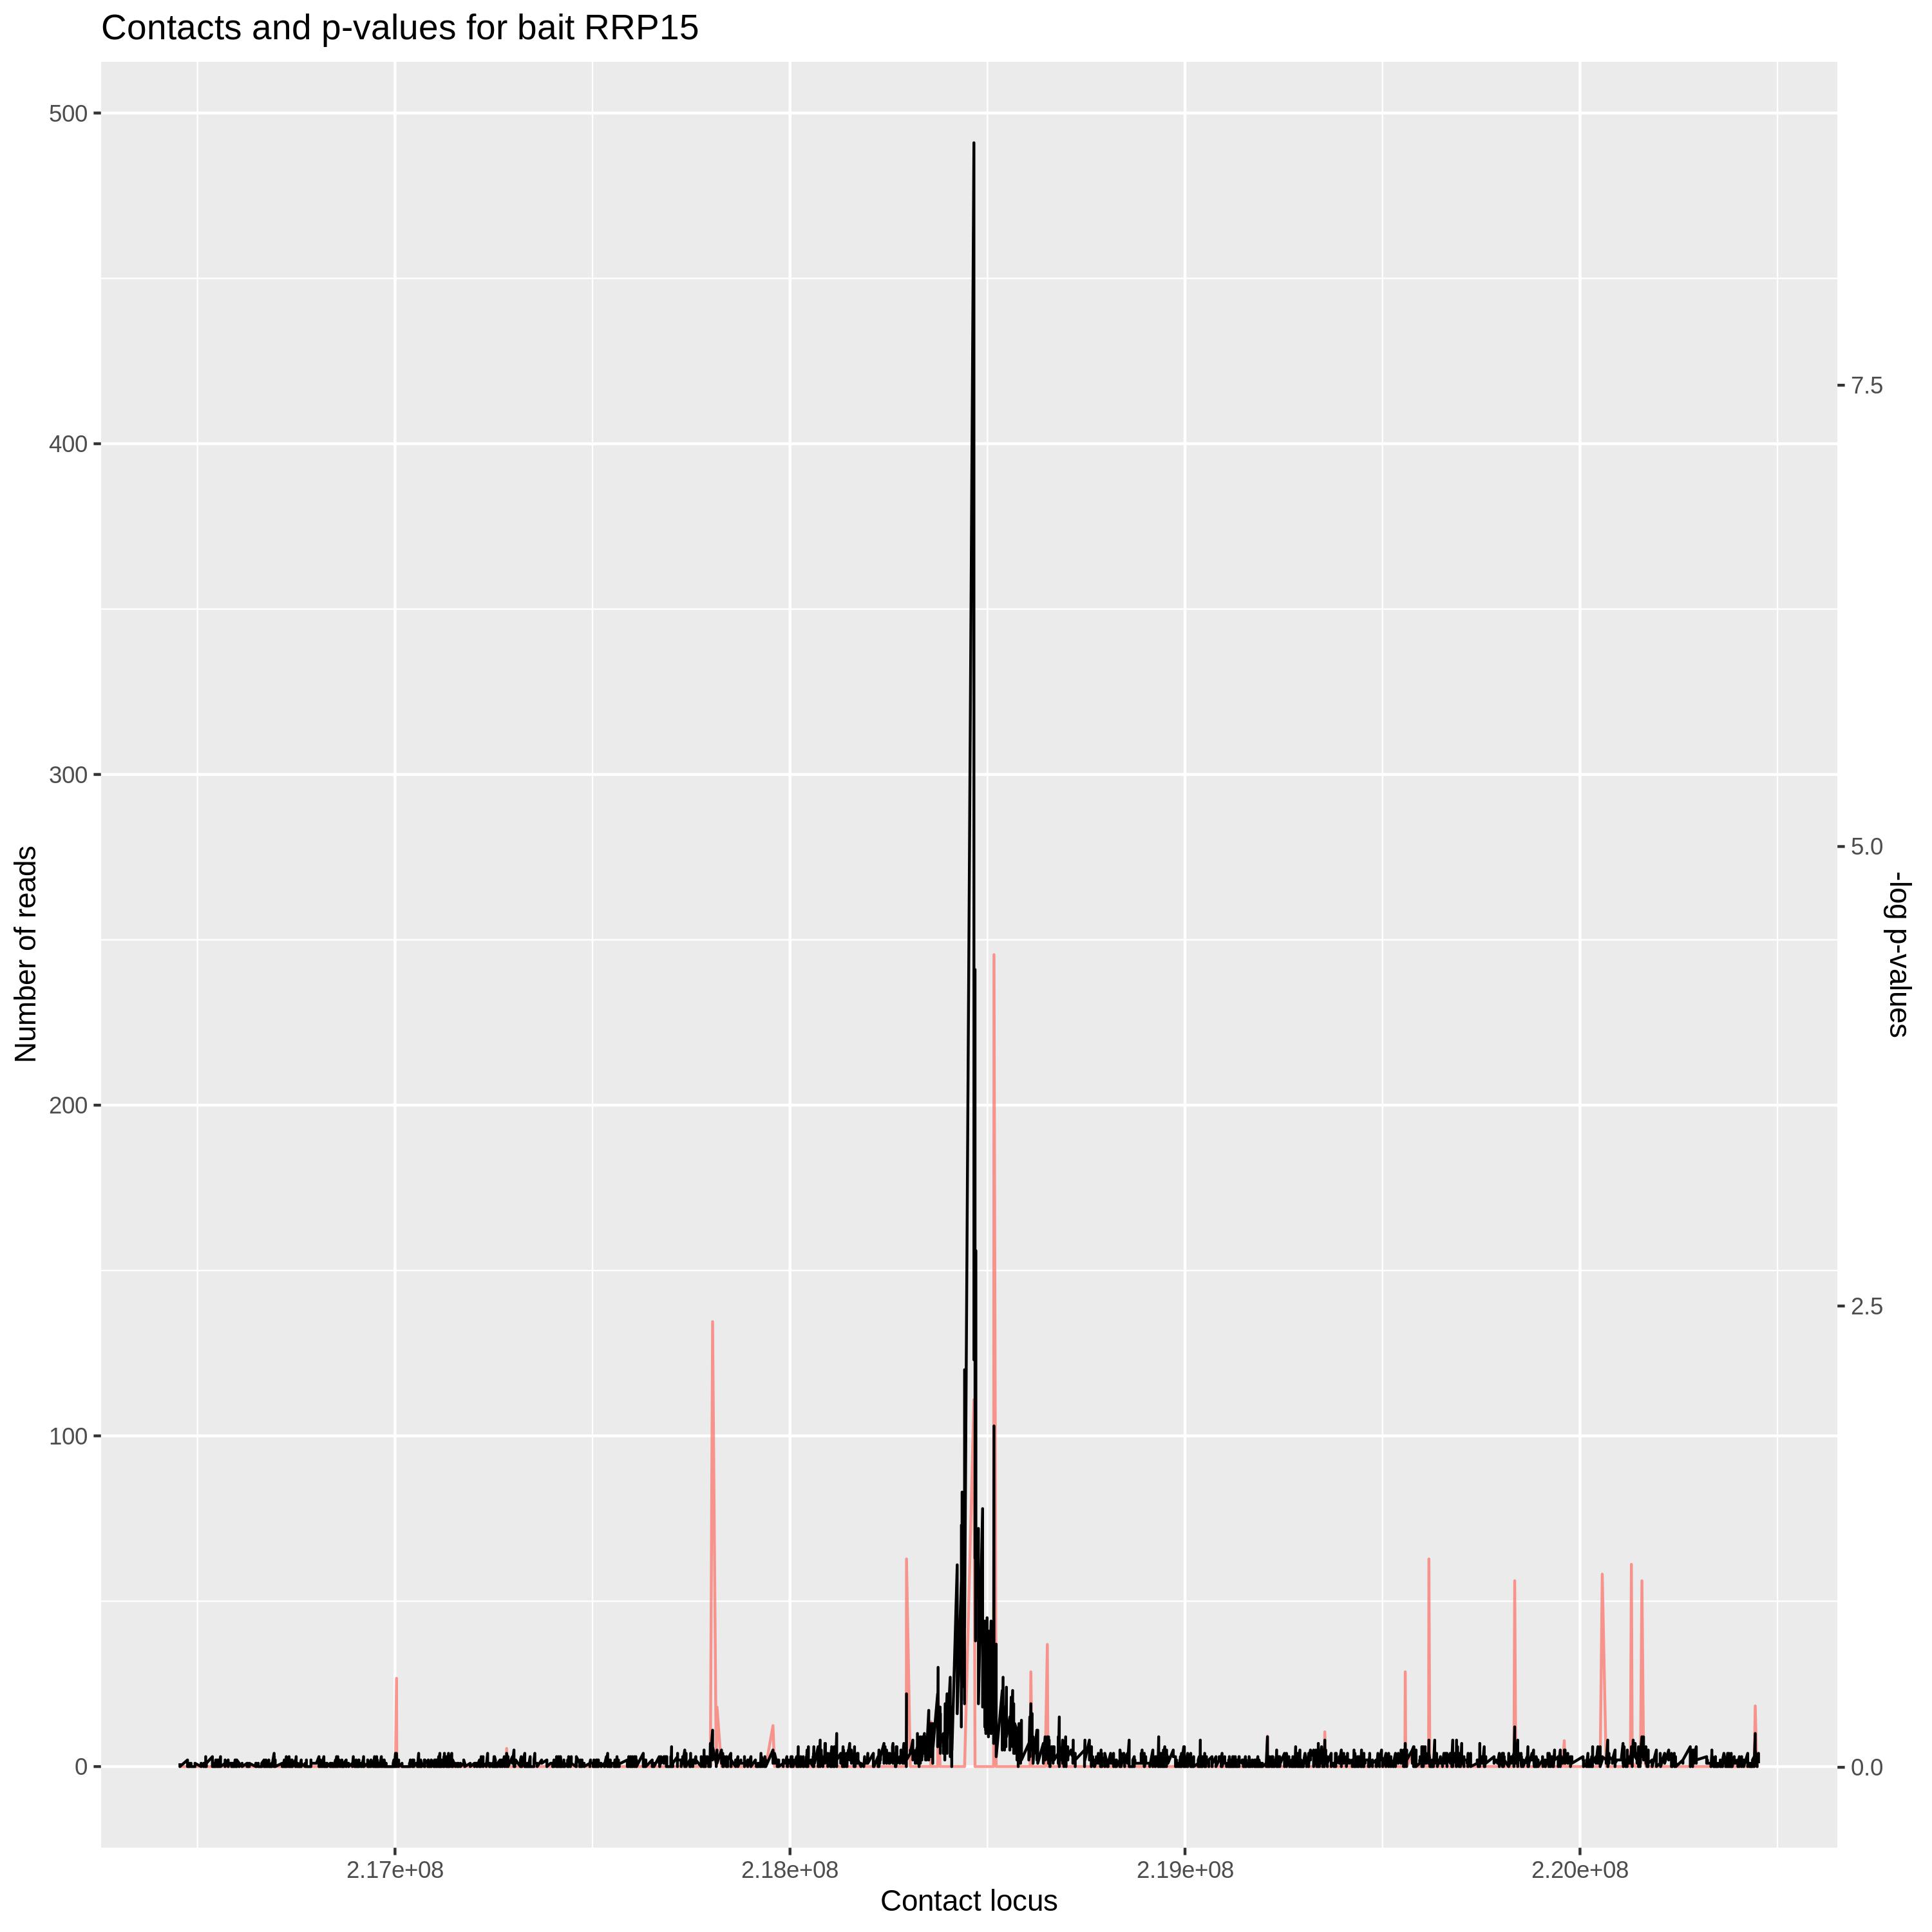 Contacts and p-values for bait RRP15
500
400
300
200
100
0
Number of reads
7.5
5.0
2.5
0.0
-log p-values
2.17e+08
2.18e+08
2.19e+08
2.20e+08
Contact locus